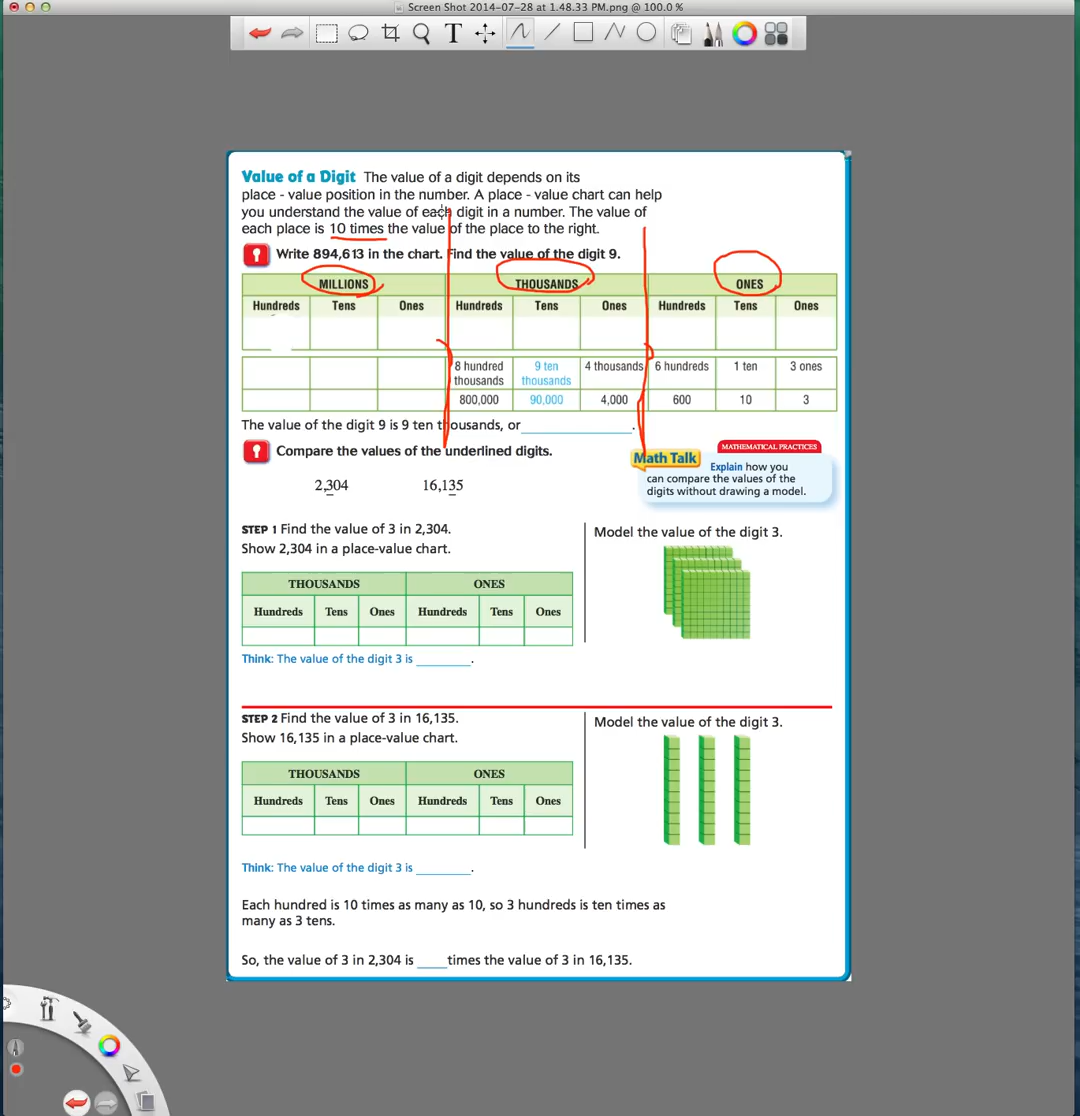 Screen Shot 2014-07-28 at 1.48.33 PM.png @ 100.0 %
T
Value of a Digit The value of a digit depends on its
place - value position in the number. A place - value chart can help
you understand the value of each digit in a number. The value of
each place is 10 times the value of the place to the right.
Write 894,613 in the chart. Find the value of the digit 9.
MILLIONS THOUSANDS ONES
Hundreds Tens Ones Hundreds Tens Ones Hundreds Tens Ones
8 hundred thousands 9 ten thousands 4 thousands 6 hundreds 1 ten 3 ones
800,000 90,000 4,000 600 10 3
The value of the digit 9 is 9 ten thousands, or ____________.
Compare the values of the underlined digits.
2,304 16,135
MATHEMATICAL PRACTICES
Math Talk Explain how you
can compare the values of the
digits without drawing a model.
STEP 1 Find the value of 3 in 2,304.
Show 2,304 in a place-value chart.
Model the value of the digit 3.
THOUSANDS ONES
Hundreds Tens Ones Hundreds Tens Ones
Think: The value of the digit 3 is ________.
STEP 2 Find the value of 3 in 16,135.
Show 16,135 in a place-value chart.
Model the value of the digit 3.
THOUSANDS ONES
Hundreds Tens Ones Hundreds Tens Ones
Think: The value of the digit 3 is ________.
Each hundred is 10 times as many as 10, so 3 hundreds is ten times as
many as 3 tens.
So, the value of 3 in 2,304 is ____ times the value of 3 in 16,135.